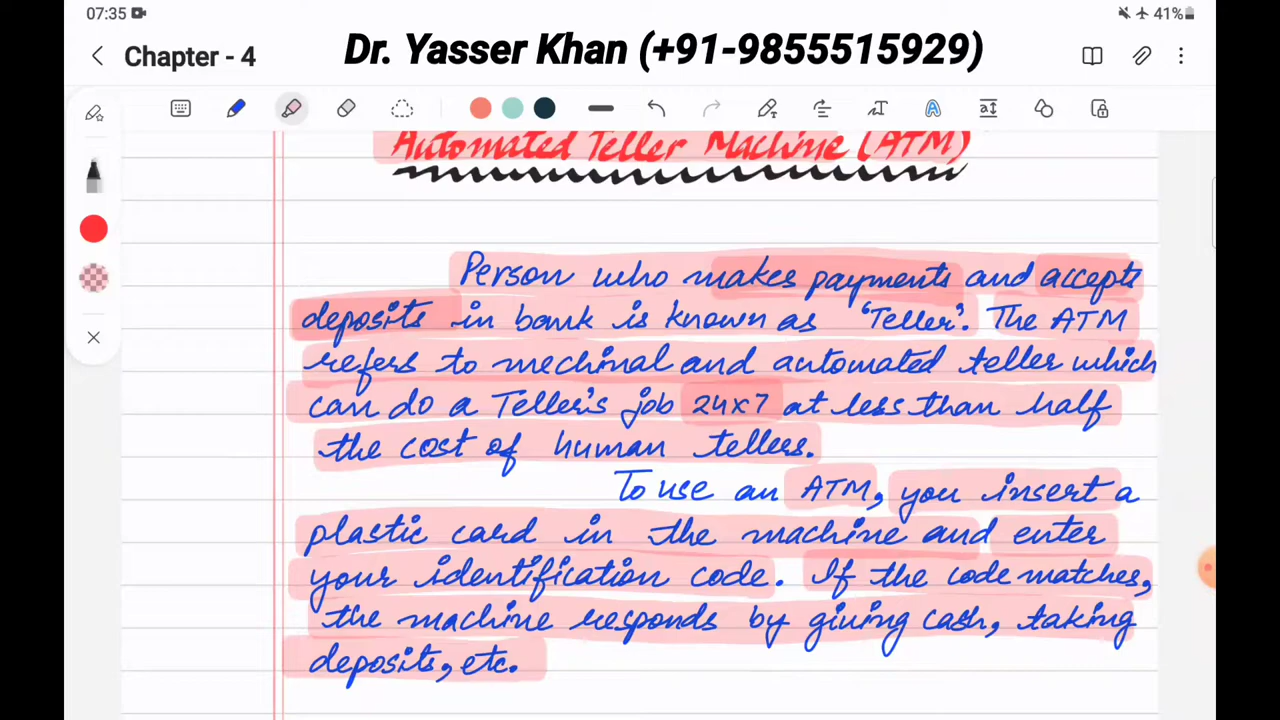 07:35
41%
Chapter - 4
Dr. Yasser Khan (+91-9855515929)
Automated Teller Machine (ATM)
Person who makes payments and accepts
deposits in bank is known as 'Teller'. The ATM
refers to mechinal and automated teller which
can do a Teller's job 24x7 at less than half
the cost of human tellers.
To use an ATM, you insert a
plastic card in the machine and enter
your identification code. If the code matches,
the machine responds by giving cash, taking
deposits, etc.